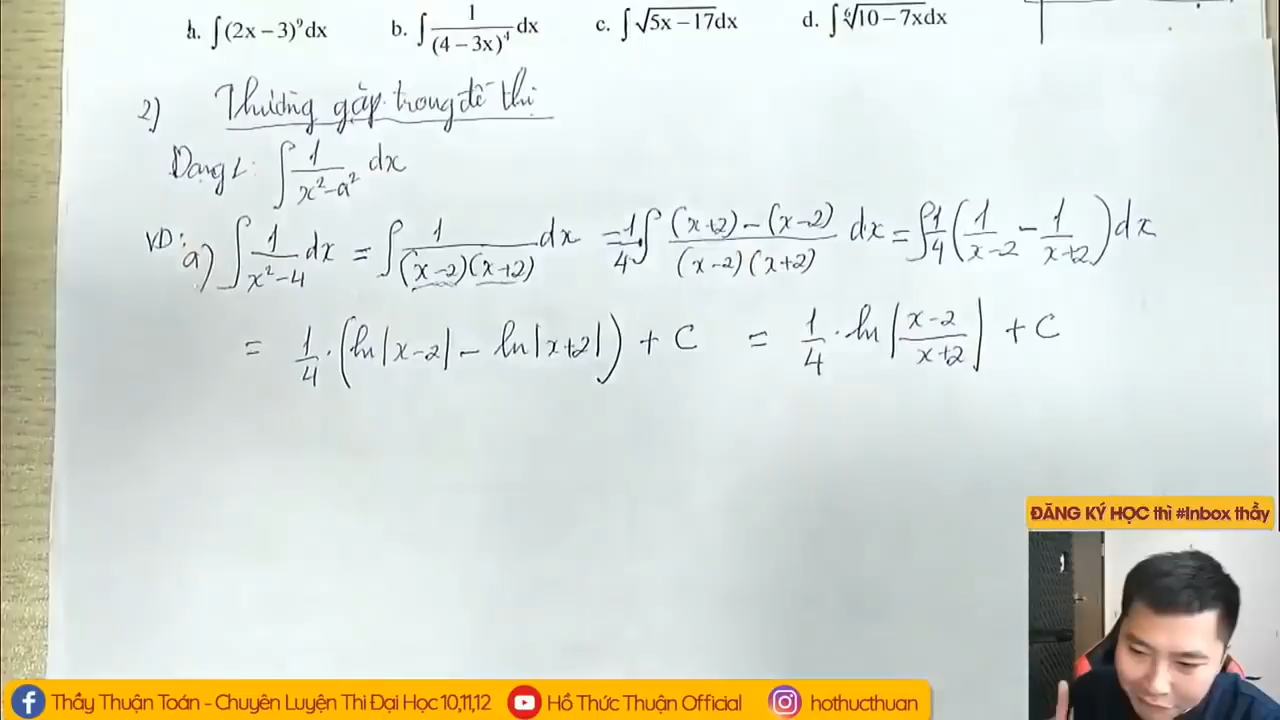 h. ∫(2x – 3)⁹dx b. ∫ 1/(4 – 3x)⁴ dx c. ∫√(5x – 17)dx d. ∫⁶√(10 – 7x)dx
2) Thường gặp trong đề thi
Dạng 1: ∫ 1/(x² – a²) dx
VD: a) ∫ 1/(x² – 4) dx = ∫ 1/((x–2)(x+2)) dx = 1/4 ∫ ((x+2) – (x–2))/((x–2)(x+2)) dx = ∫ 1/4 (1/(x–2) – 1/(x+2)) dx
= 1/4 · (ln|x–2| – ln|x+2|) + C = 1/4 · ln|(x–2)/(x+2)| + C
ĐĂNG KÝ HỌC thì #Inbox thầy
Thầy Thuận Toán - Chuyên Luyện Thi Đại Học 10,11,12 Hồ Thức Thuận Official hothucthuan